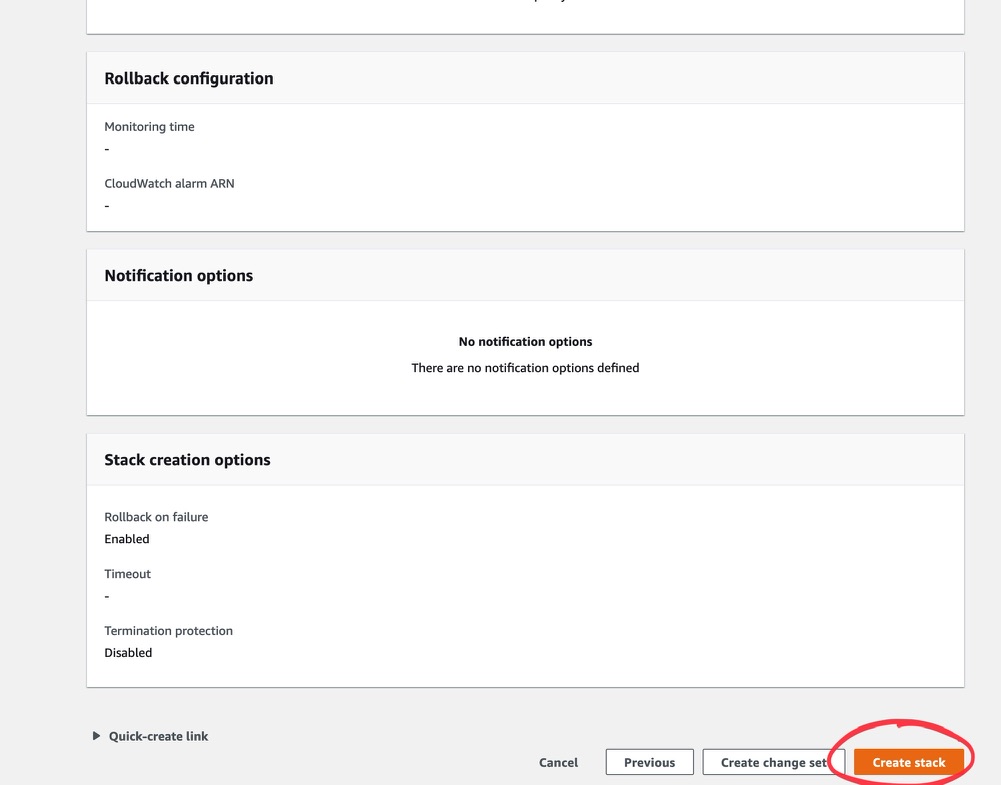 Rollback configuration
Monitoring time
-
CloudWatch alarm ARN
-
Notification options
No notification options
There are no notification options defined
Stack creation options
Rollback on failure
Enabled
Timeout
-
Termination protection
Disabled
Quick-create link
Cancel
Previous
Create change set
Create stack